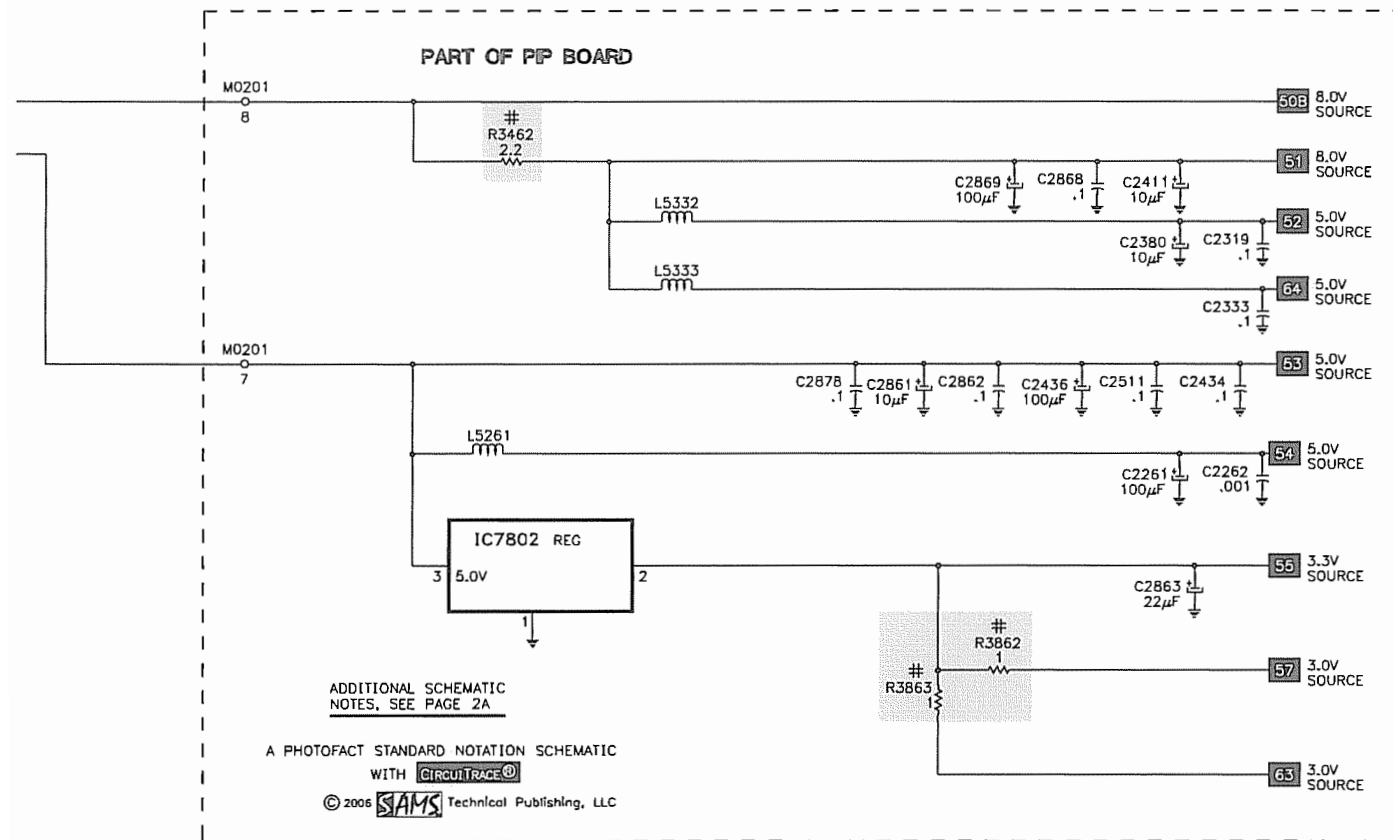 PART OF PIP BOARD
M0201
8
50B
8.0V
SOURCE
#
R3462
2.2
51
8.0V
SOURCE
C2869
100µF
C2868
.1
C2411
10µF
L5332
52
5.0V
SOURCE
C2380
10µF
C2319
.1
L5333
64
5.0V
SOURCE
C2333
.1
M0201
7
53
5.0V
SOURCE
C2878
.1
C2861
10µF
C2862
.1
C2436
100µF
C2511
.1
C2434
.1
L5261
54
5.0V
SOURCE
C2261
100µF
C2262
.001
IC7802 REG
3
5.0V
2
1
55
3.3V
SOURCE
C2863
22µF
#
R3862
1
57
3.0V
SOURCE
#
R3863
1
63
3.0V
SOURCE
ADDITIONAL SCHEMATIC
NOTES, SEE PAGE 2A
A PHOTOFACT STANDARD NOTATION SCHEMATIC
WITH CIRCUITRACE®
© 2006 SAMS Technical Publishing, LLC